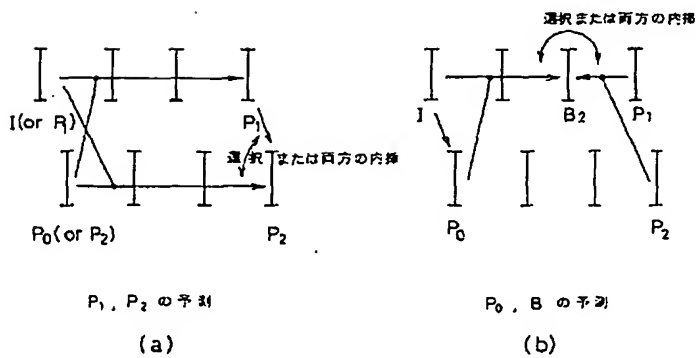 選択または両方の内挿
I(or P₁)
P₁
選択または両方の内挿
P₀(or P₂)
P₂
P₁, P₂ の予測
(a)
I
B₂
P₁
P₀
P₂
P₀, B の予測
(b)